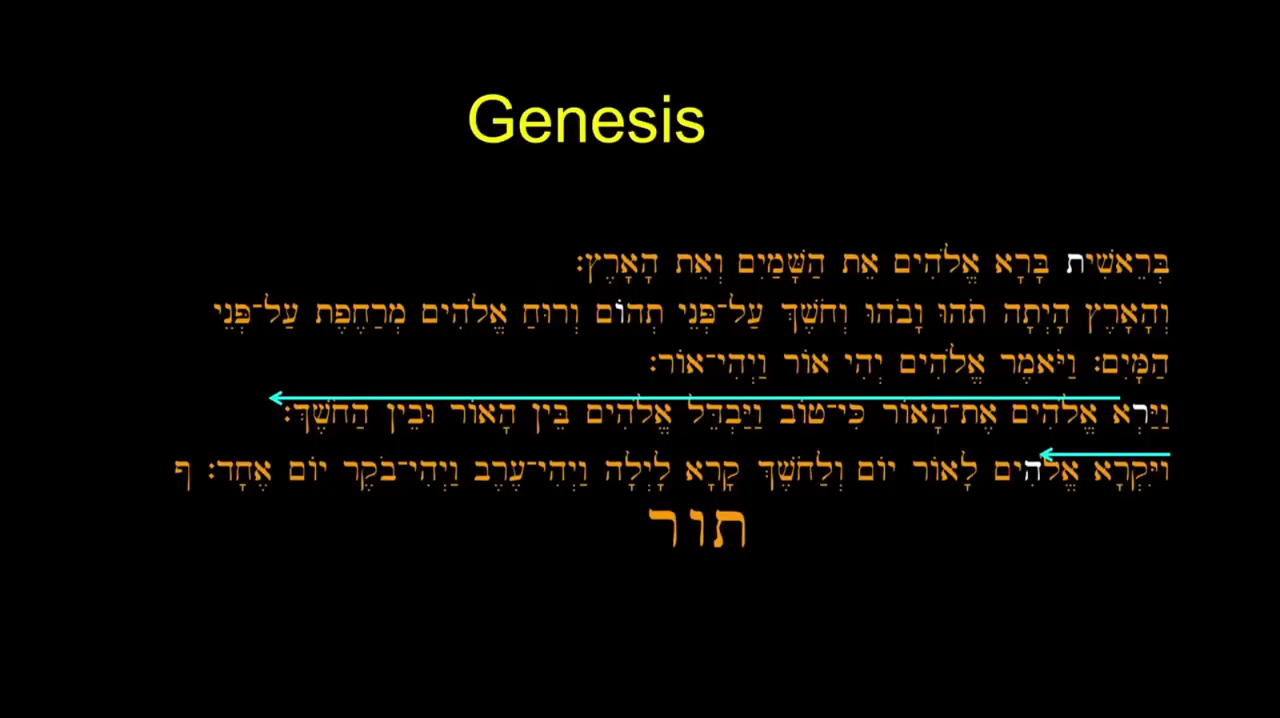 Genesis
בְּרֵאשִׁית בָּרָא אֱלֹהִים אֵת הַשָּׁמַיִם וְאֵת הָאָרֶץ:
וְהָאָרֶץ הָיְתָה תֹהוּ וָבֹהוּ וְחֹשֶׁךְ עַל־פְּנֵי תְהוֹם וְרוּחַ אֱלֹהִים מְרַחֶפֶת עַל־פְּנֵי
הַמָּיִם: וַיֹּאמֶר אֱלֹהִים יְהִי אוֹר וַיְהִי־אוֹר:
וַיַּרְא אֱלֹהִים אֶת־הָאוֹר כִּי־טוֹב וַיַּבְדֵּל אֱלֹהִים בֵּין הָאוֹר וּבֵין הַחֹשֶׁךְ:
וַיִּקְרָא אֱלֹהִים לָאוֹר יוֹם וְלַחֹשֶׁךְ קָרָא לָיְלָה וַיְהִי־עֶרֶב וַיְהִי־בֹקֶר יוֹם אֶחָד: ף
תור